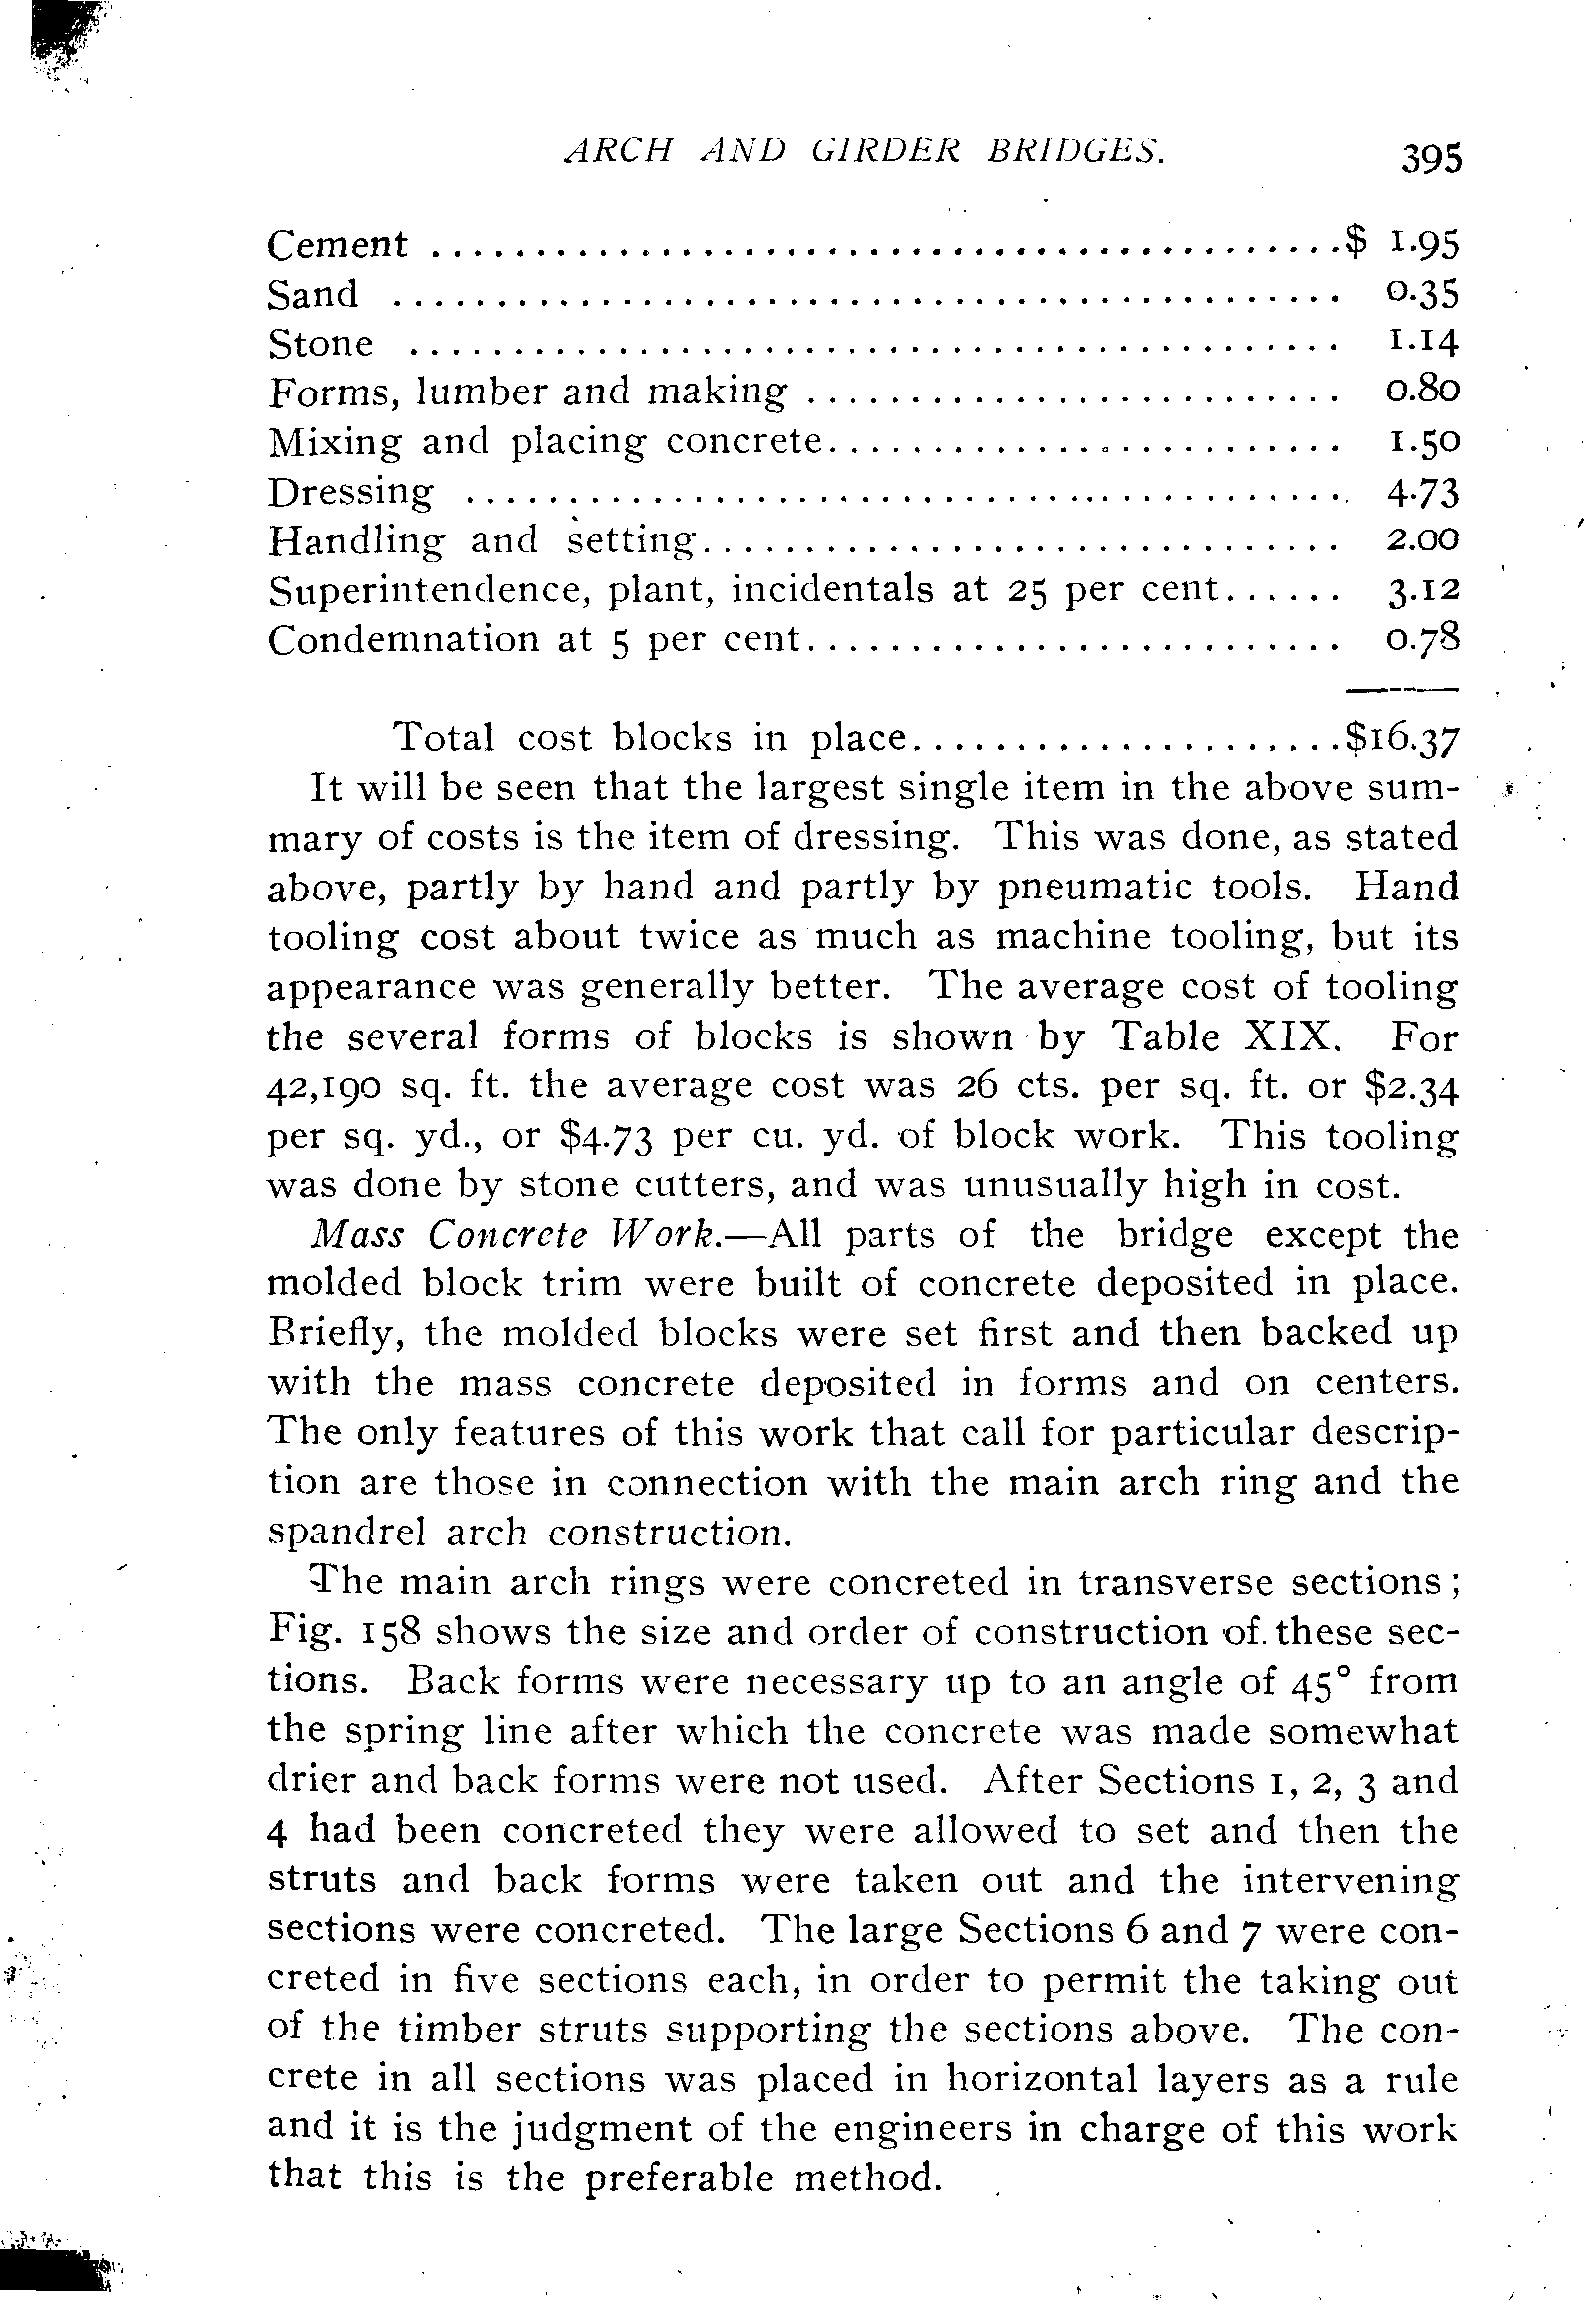 ARCH AND GIRDER BRIDGES. 395
Cement ............................................$ 1.95
Sand .............................................. 0.35
Stone ............................................. 1.14
Forms, lumber and making .......................... 0.80
Mixing and placing concrete......................... 1.50
Dressing ........................................... 4.73
Handling and setting............................... 2.00
Superintendence, plant, incidentals at 25 per cent...... 3.12
Condemnation at 5 per cent.......................... 0.78
Total cost blocks in place.....................$16.37
It will be seen that the largest single item in the above sum-
mary of costs is the item of dressing. This was done, as stated
above, partly by hand and partly by pneumatic tools. Hand
tooling cost about twice as much as machine tooling, but its
appearance was generally better. The average cost of tooling
the several forms of blocks is shown by Table XIX. For
42,190 sq. ft. the average cost was 26 cts. per sq. ft. or $2.34
per sq. yd., or $4.73 per cu. yd. of block work. This tooling
was done by stone cutters, and was unusually high in cost.
Mass Concrete Work.—All parts of the bridge except the
molded block trim were built of concrete deposited in place.
Briefly, the molded blocks were set first and then backed up
with the mass concrete deposited in forms and on centers.
The only features of this work that call for particular descrip-
tion are those in connection with the main arch ring and the
spandrel arch construction.
The main arch rings were concreted in transverse sections;
Fig. 158 shows the size and order of construction of these sec-
tions. Back forms were necessary up to an angle of 45° from
the spring line after which the concrete was made somewhat
drier and back forms were not used. After Sections 1, 2, 3 and
4 had been concreted they were allowed to set and then the
struts and back forms were taken out and the intervening
sections were concreted. The large Sections 6 and 7 were con-
creted in five sections each, in order to permit the taking out
of the timber struts supporting the sections above. The con-
crete in all sections was placed in horizontal layers as a rule
and it is the judgment of the engineers in charge of this work
that this is the preferable method.